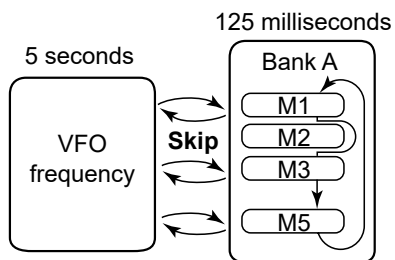 125 milliseconds
5 seconds
Bank A
M1
Skip
M2
VFO
frequency
M3
M5